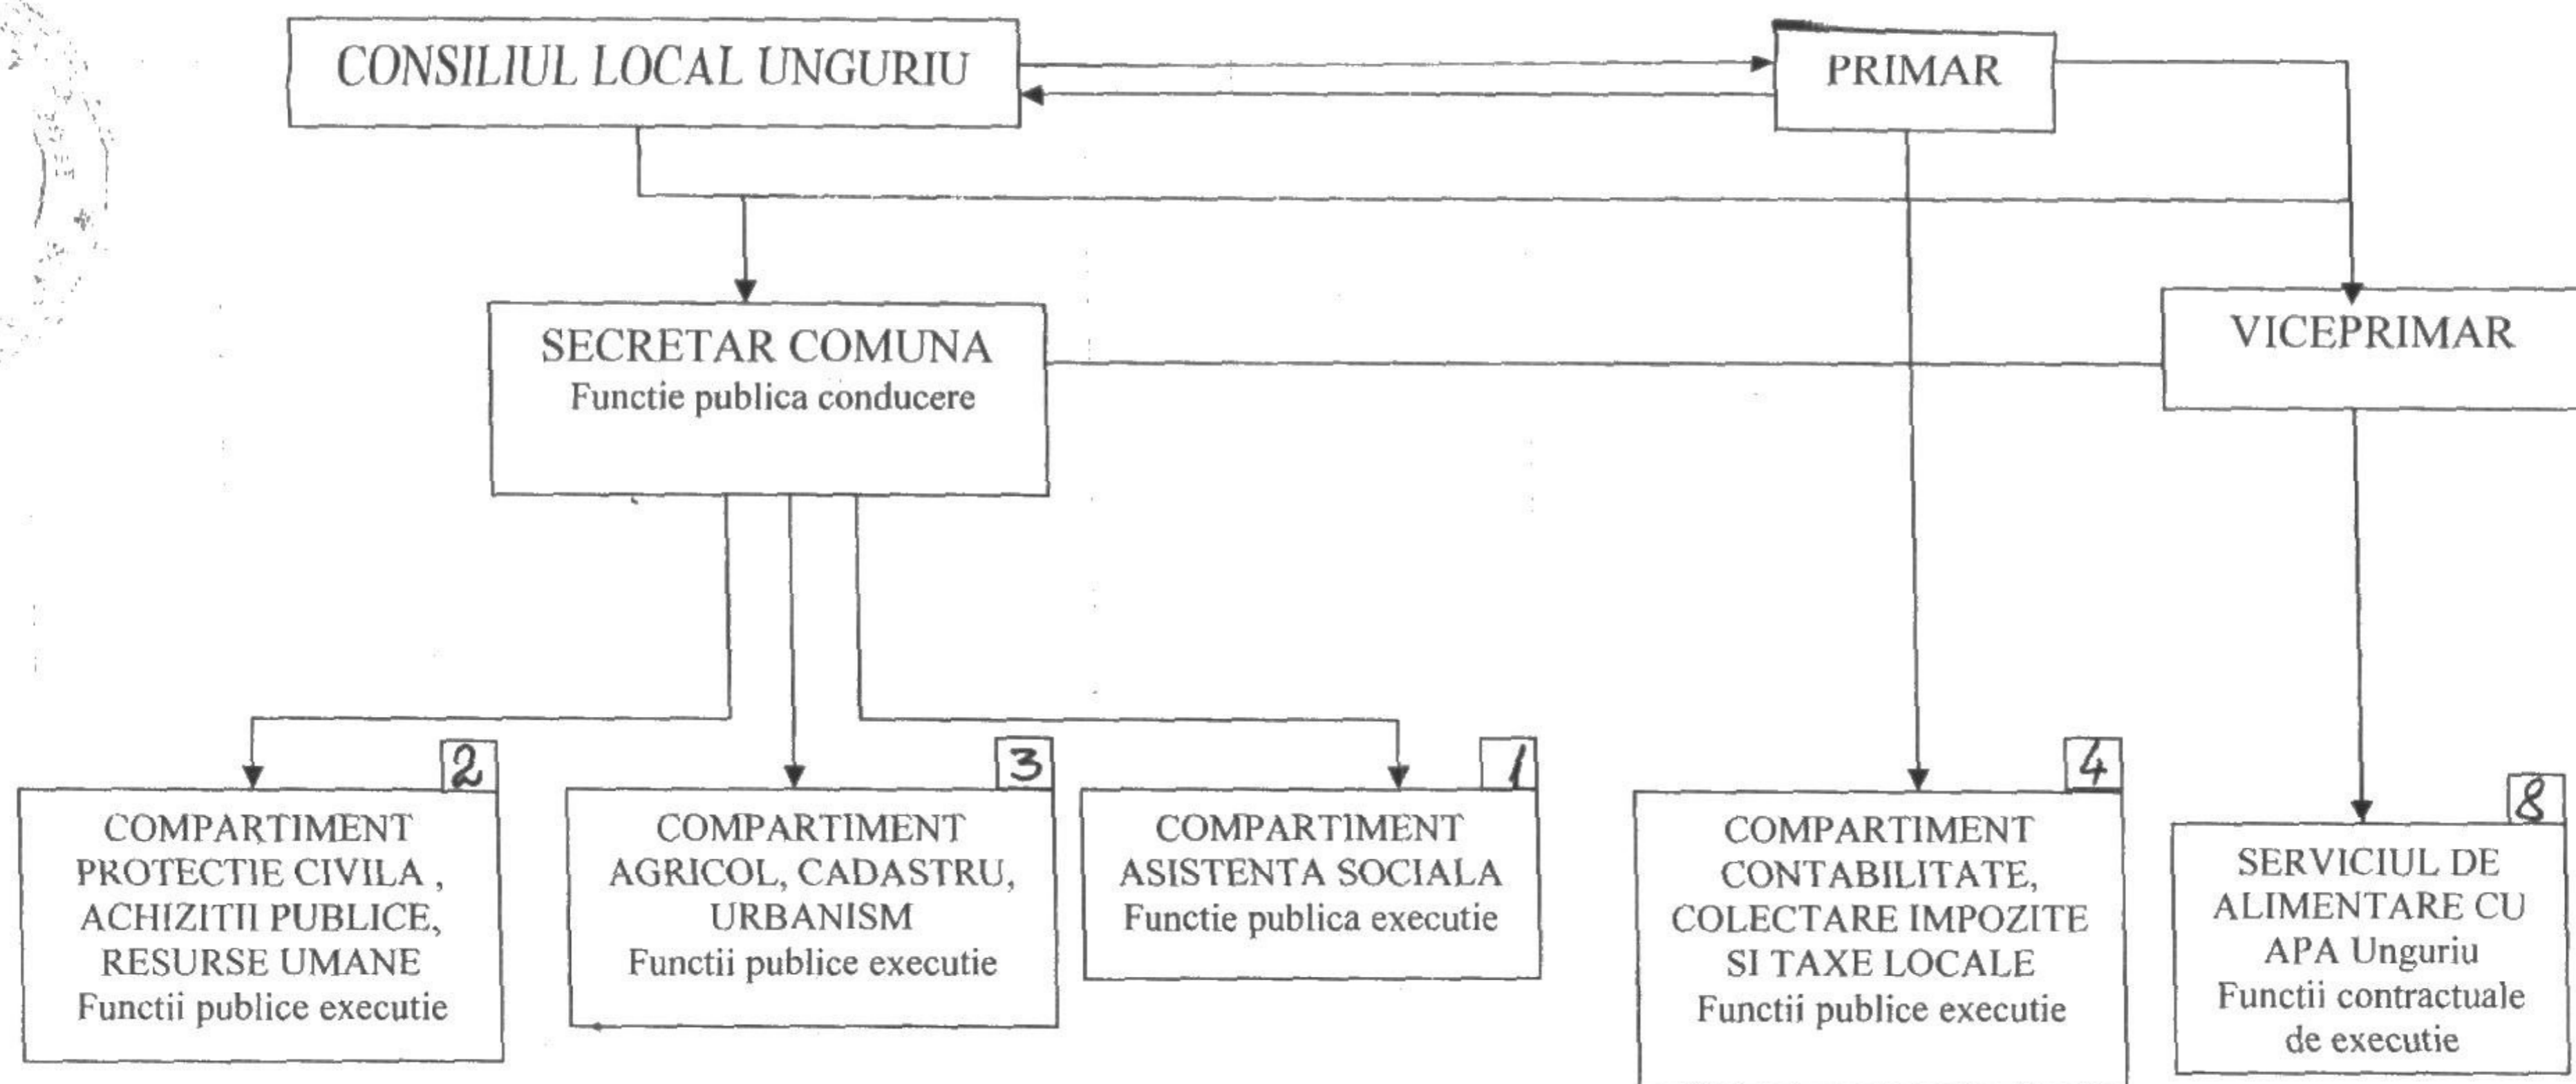 CONSILIUL LOCAL UNGURIU
PRIMAR
SECRETAR COMUNA
Functie publica conducere
VICEPRIMAR
2
COMPARTIMENT
PROTECTIE CIVILA ,
ACHIZITII PUBLICE,
RESURSE UMANE
Functii publice executie
3
COMPARTIMENT
AGRICOL, CADASTRU,
URBANISM
Functii publice executie
1
COMPARTIMENT
ASISTENTA SOCIALA
Functie publica executie
4
COMPARTIMENT
CONTABILITATE,
COLECTARE IMPOZITE
SI TAXE LOCALE
Functii publice executie
8
SERVICIUL DE
ALIMENTARE CU
APA Unguriu
Functii contractuale
de executie